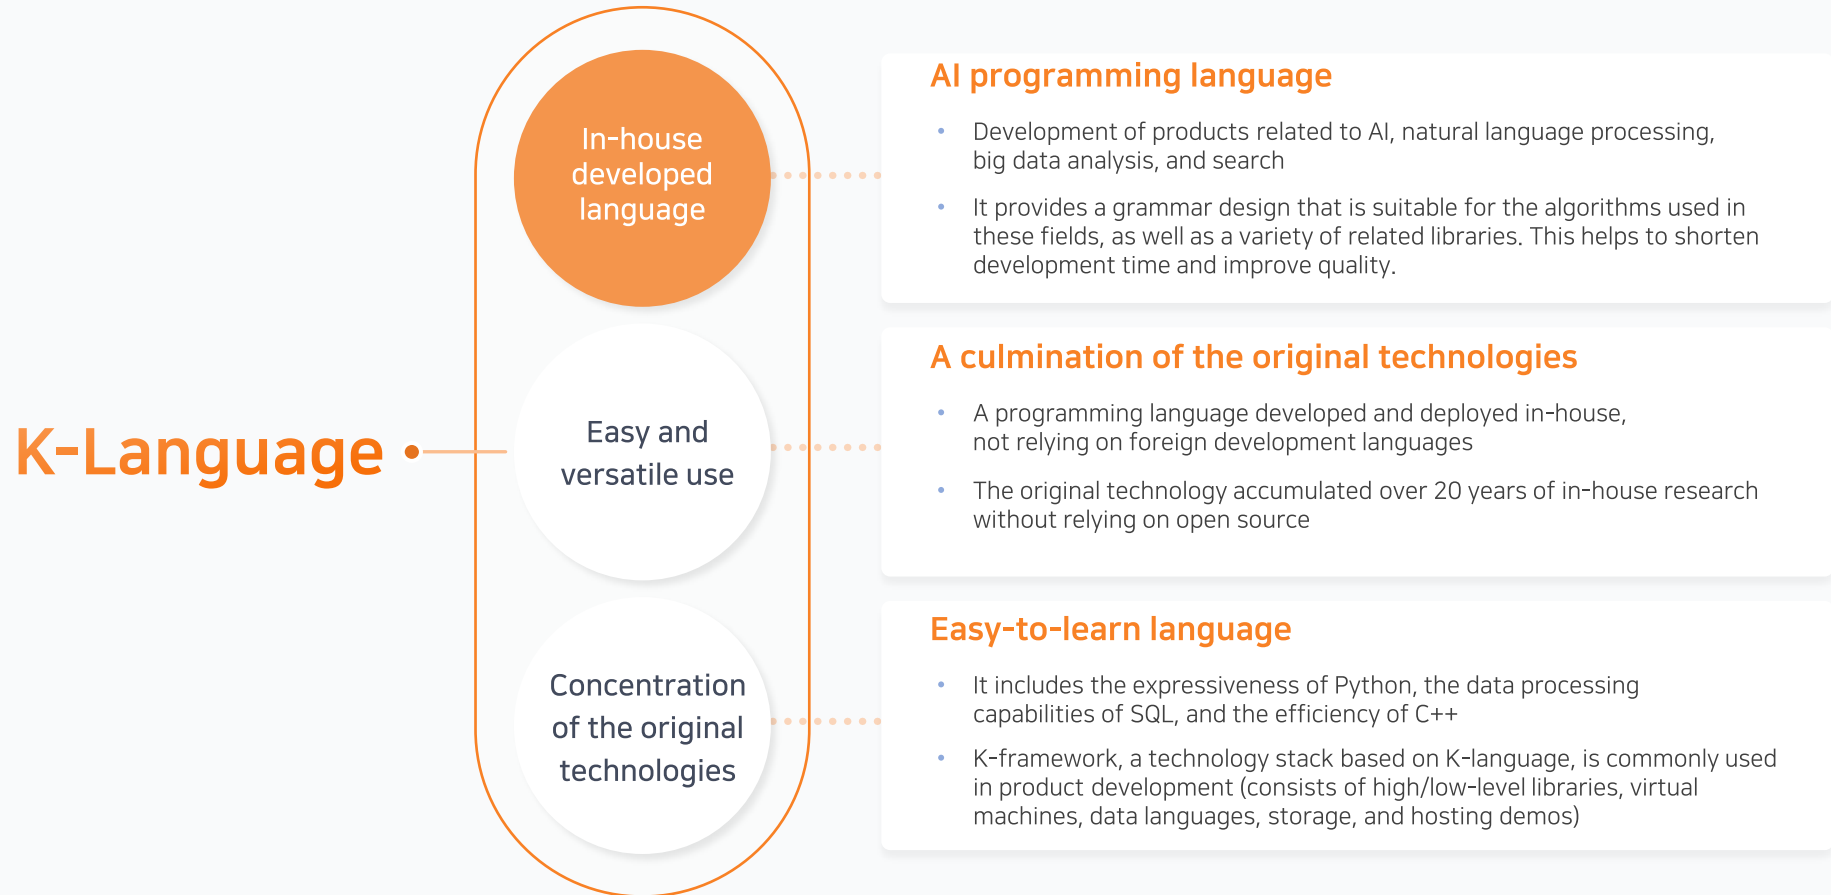 K-Language
In-house
developed
language
AI programming language
• Development of products related to AI, natural language processing,
big data analysis, and search
• It provides a grammar design that is suitable for the algorithms used in
these fields, as well as a variety of related libraries. This helps to shorten
development time and improve quality.
Easy and
versatile use
A culmination of the original technologies
• A programming language developed and deployed in-house,
not relying on foreign development languages
• The original technology accumulated over 20 years of in-house research
without relying on open source
Concentration
of the original
technologies
Easy-to-learn language
• It includes the expressiveness of Python, the data processing
capabilities of SQL, and the efficiency of C++
• K-framework, a technology stack based on K-language, is commonly used
in product development (consists of high/low-level libraries, virtual
machines, data languages, storage, and hosting demos)